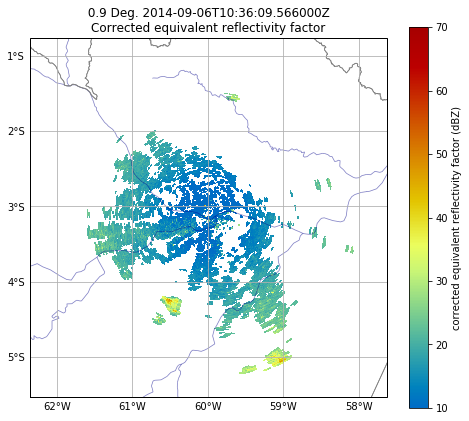 0.9 Deg. 2014-09-06T10:36:09.566000Z
Corrected equivalent reflectivity factor
1°S
2°S
3°S
4°S
5°S
62°W
61°W
60°W
59°W
58°W
70
60
50
40
30
20
10
corrected equivalent reflectivity factor (dBZ)